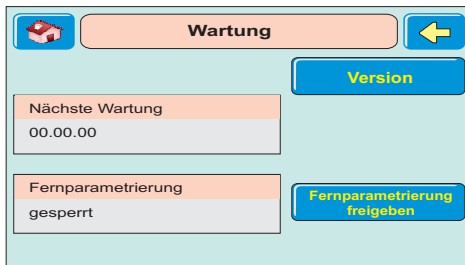 Wartung
Version
Nächste Wartung
00.00.00
Fernparametrierung
gesperrt
Fernparametrierung
freigeben